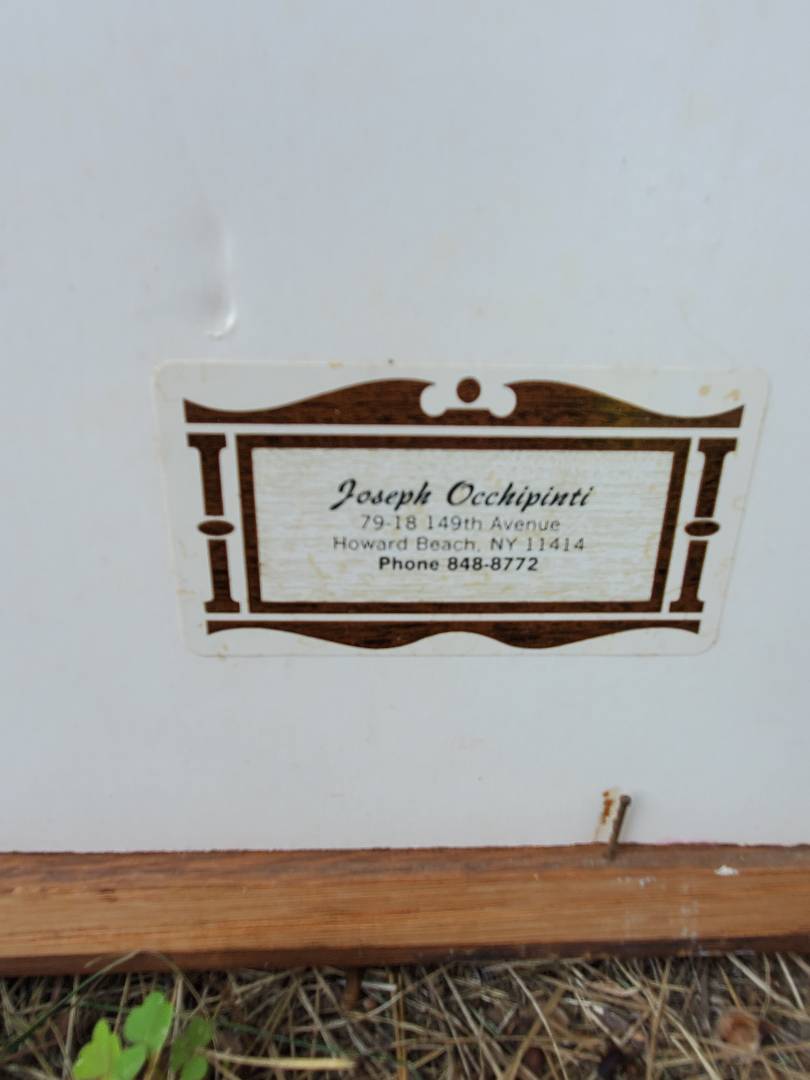 Joseph Occhipinti
79-18 149th Avenue
Howard Beach, NY 11414
Phone 848-8772